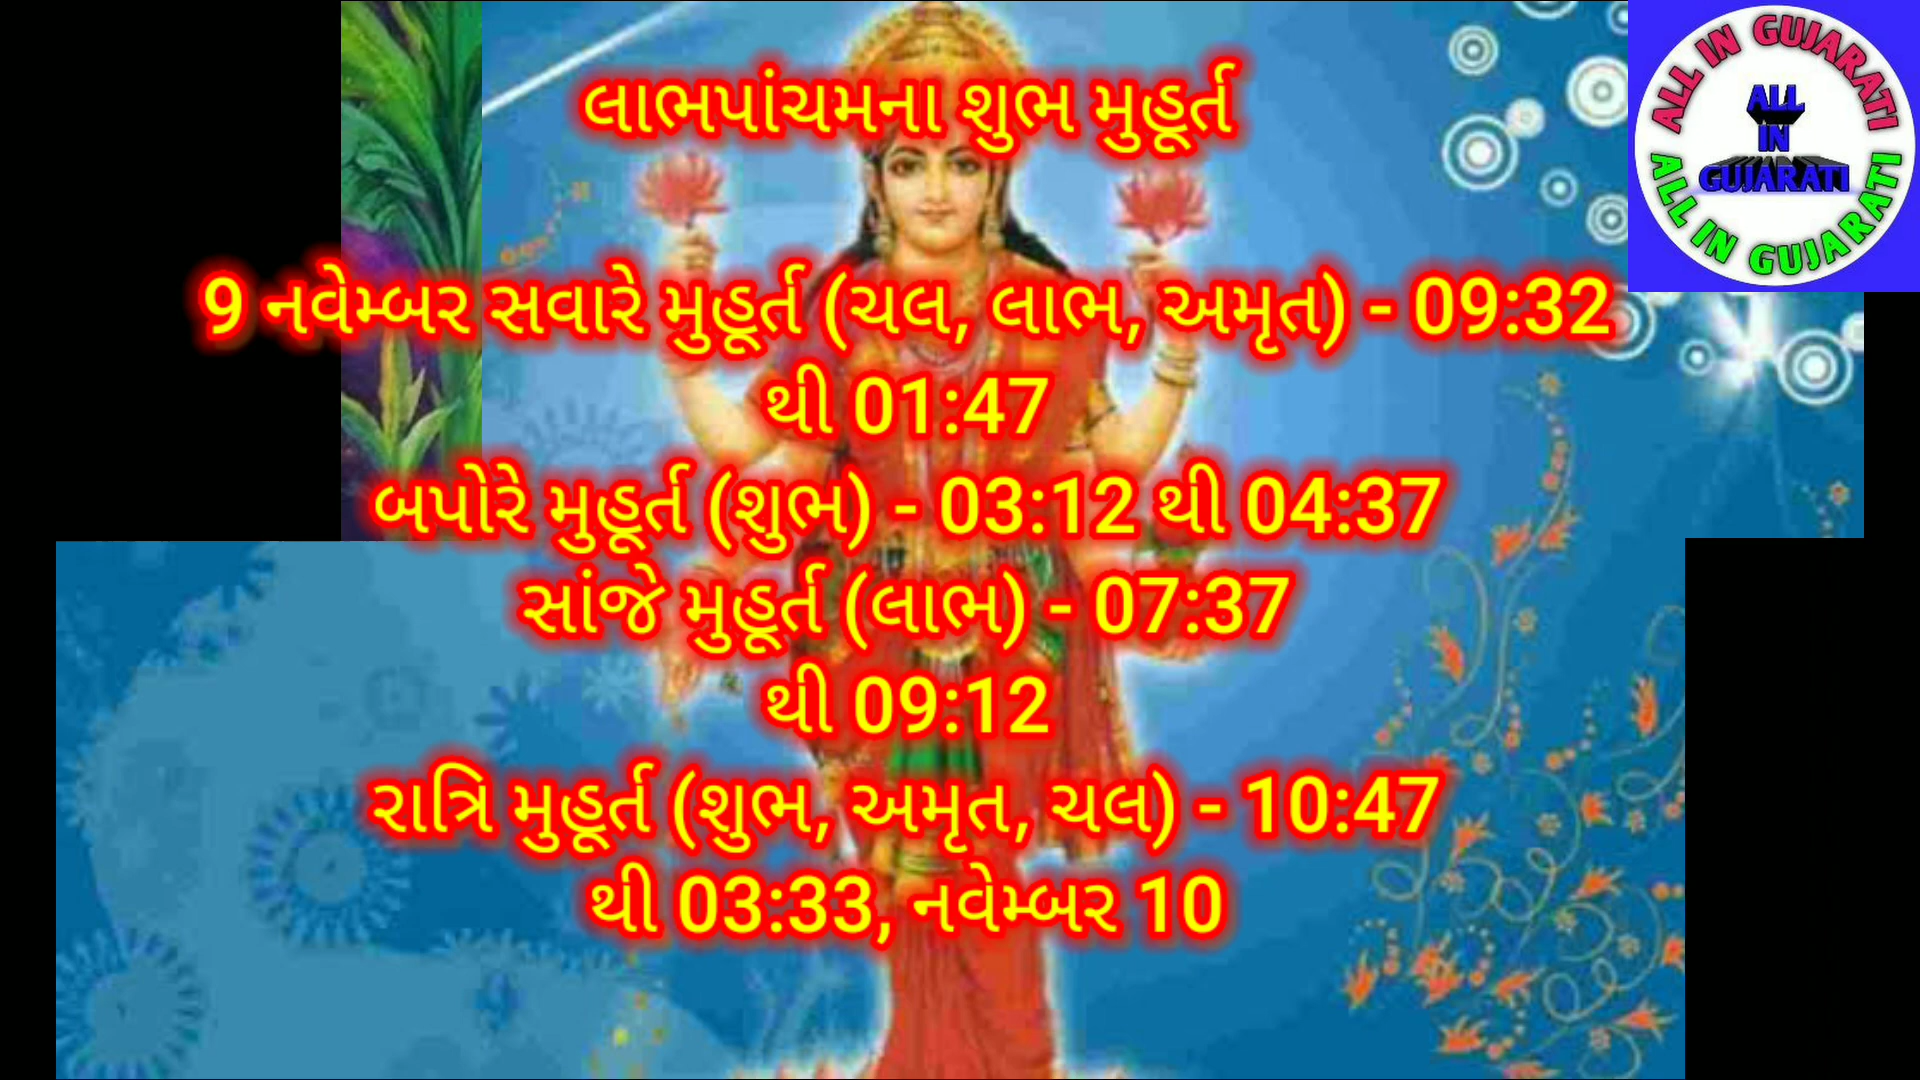 લાભપાંચમના શુભ મુહૂર્ત
9 નવેમ્બર સવારે મુહૂર્ત (ચલ, લાભ, અમૃત) - 09:32
થી 01:47
બપોરે મુહૂર્ત (શુભ) - 03:12 થી 04:37
સાંજે મુહૂર્ત (લાભ) - 07:37
થી 09:12
રાત્રિ મુહૂર્ત (શુભ, અમૃત, ચલ) - 10:47
થી 03:33, નવેમ્બર 10
ALL IN GUJARATI
ALL
IN
GUJARATI
ALL IN GUJARATI